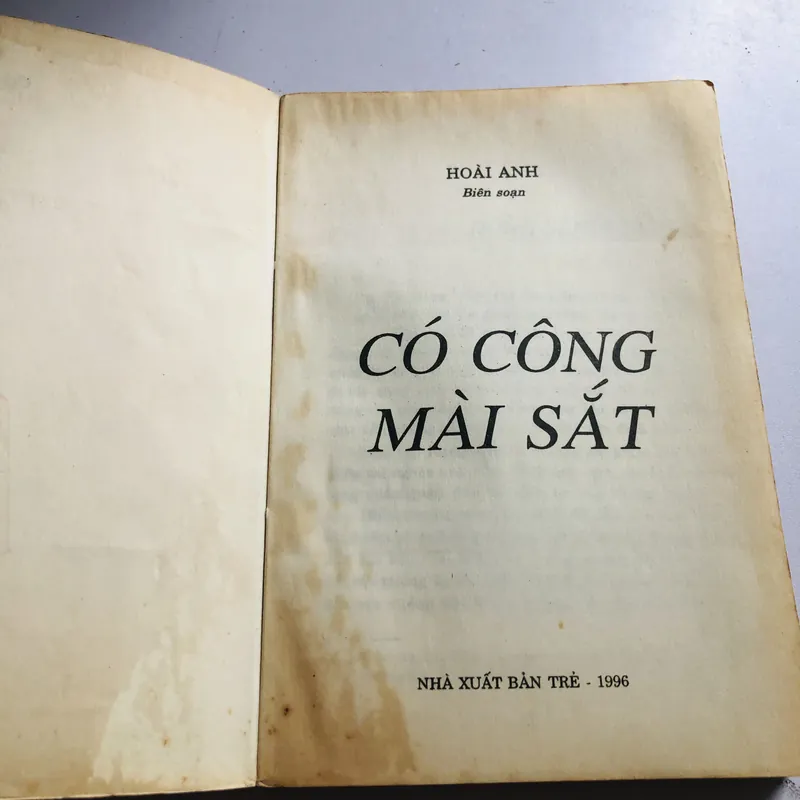 HOÀI ANH
Biên soạn
CÓ CÔNG
MÀI SẮT
NHÀ XUẤT BẢN TRẺ - 1996